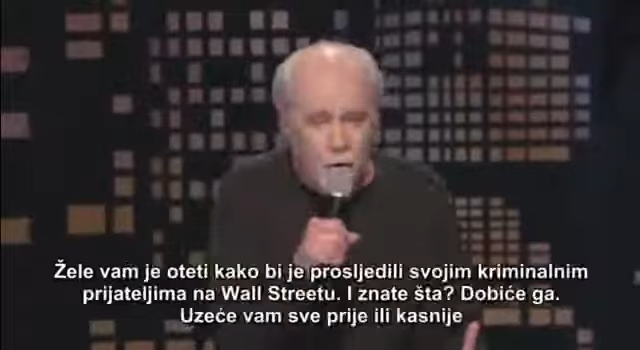 Žele vam je oteti kako bi je prosljedili svojim kriminalnim
prijateljima na Wall Streetu. I znate šta? Dobiće ga.
Uzeće vam sve prije ili kasnije